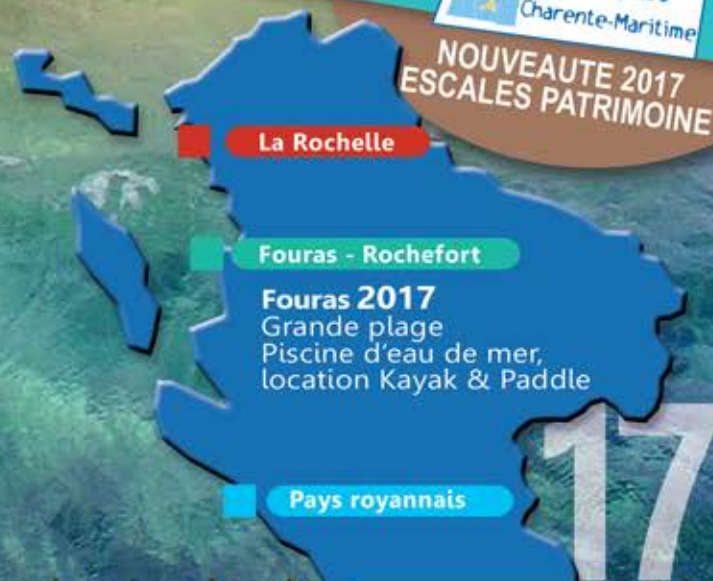 Charente-Maritime
NOUVEAUTE 2017
ESCALES PATRIMOINE
La Rochelle
Fouras - Rochefort
Fouras 2017
Grande plage
Piscine d'eau de mer,
location Kayak & Paddle
17
Pays royannais